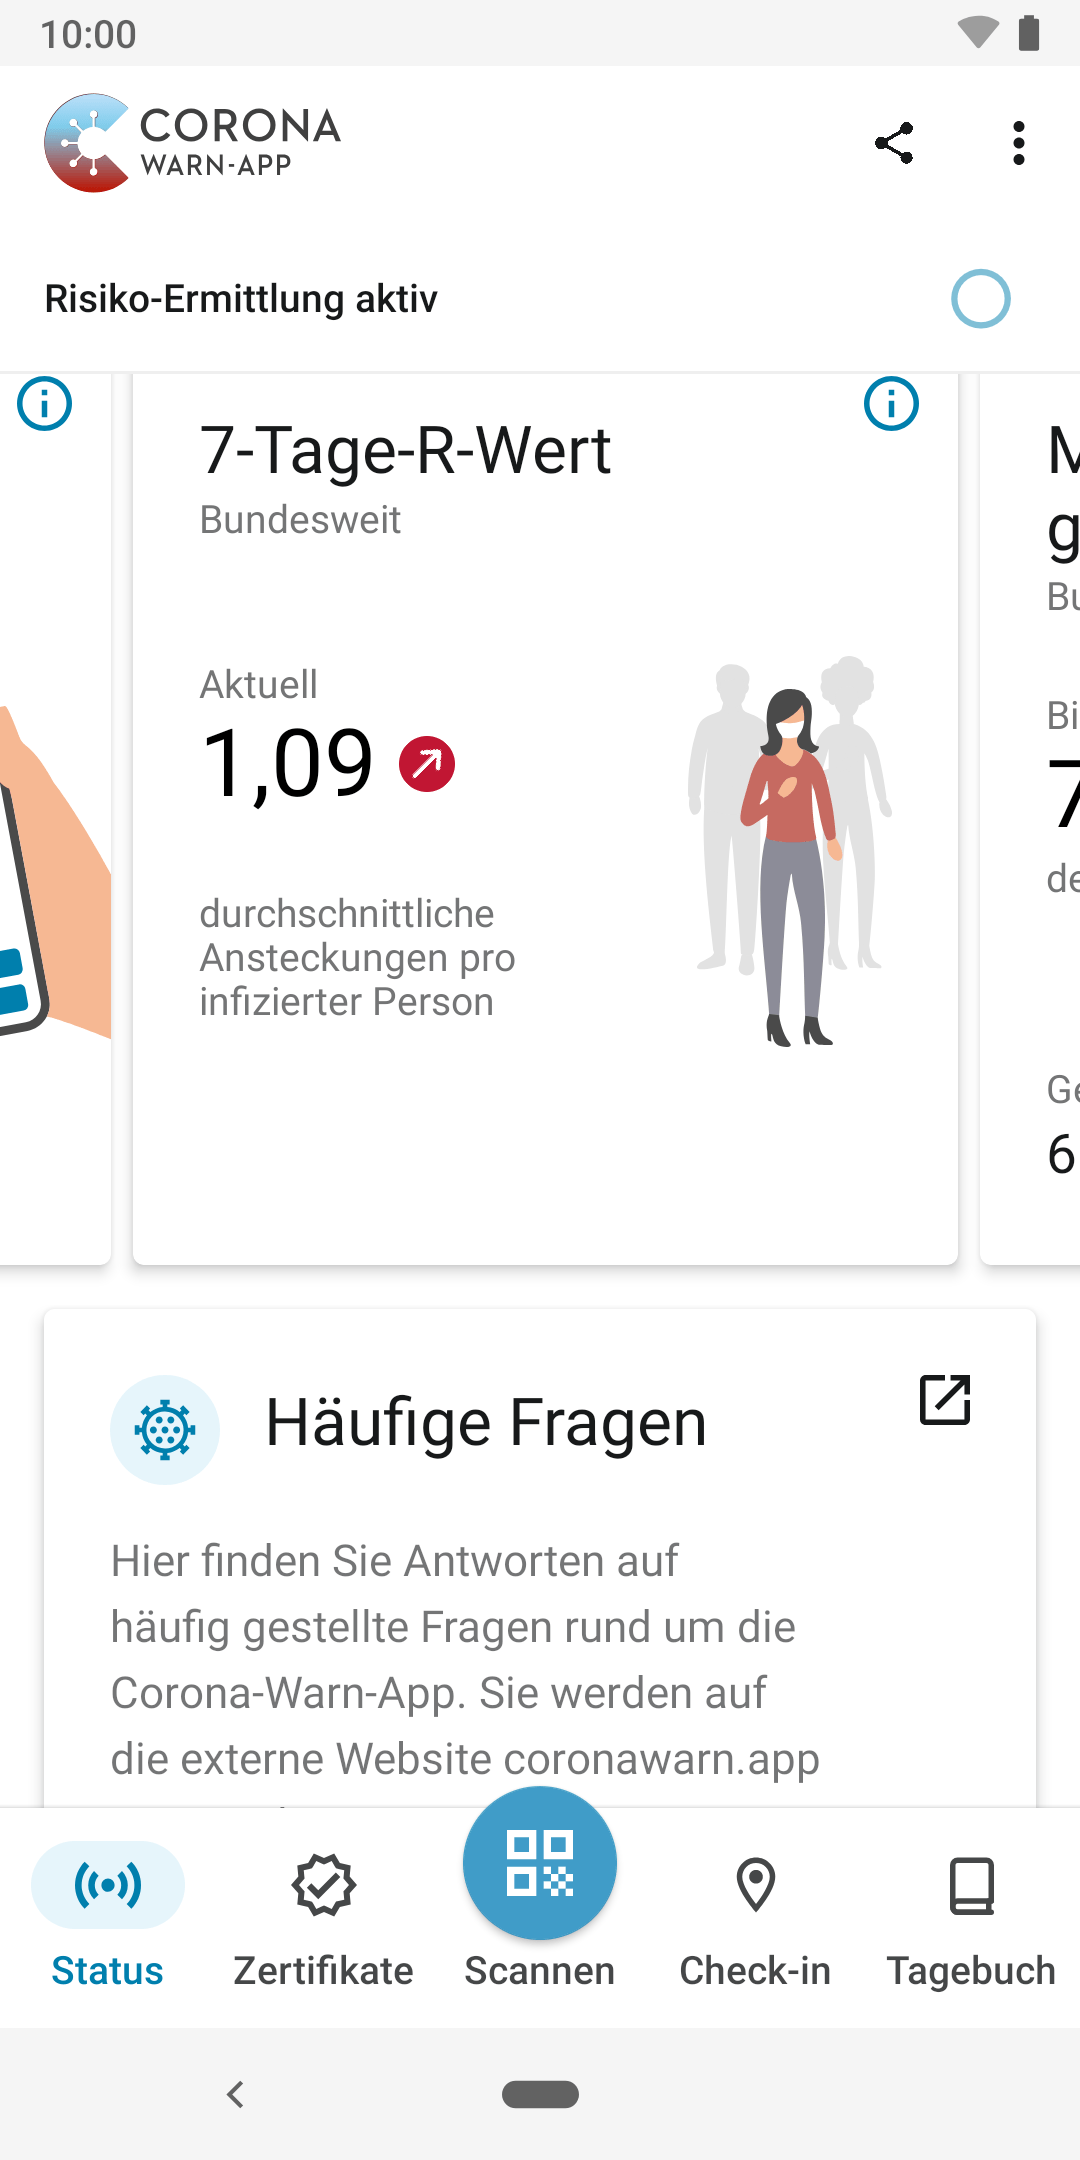 10:00
CORONA
WARN-APP
Risiko-Ermittlung aktiv
7-Tage-R-Wert
Bundesweit
Aktuell
1,09
durchschnittliche
Ansteckungen pro
infizierter Person
M
g
Bu
Bi
7
de
Ge
6
Häufige Fragen
Hier finden Sie Antworten auf
häufig gestellte Fragen rund um die
Corona-Warn-App. Sie werden auf
die externe Website coronawarn.app
Status
Zertifikate
Scannen
Check-in
Tagebuch